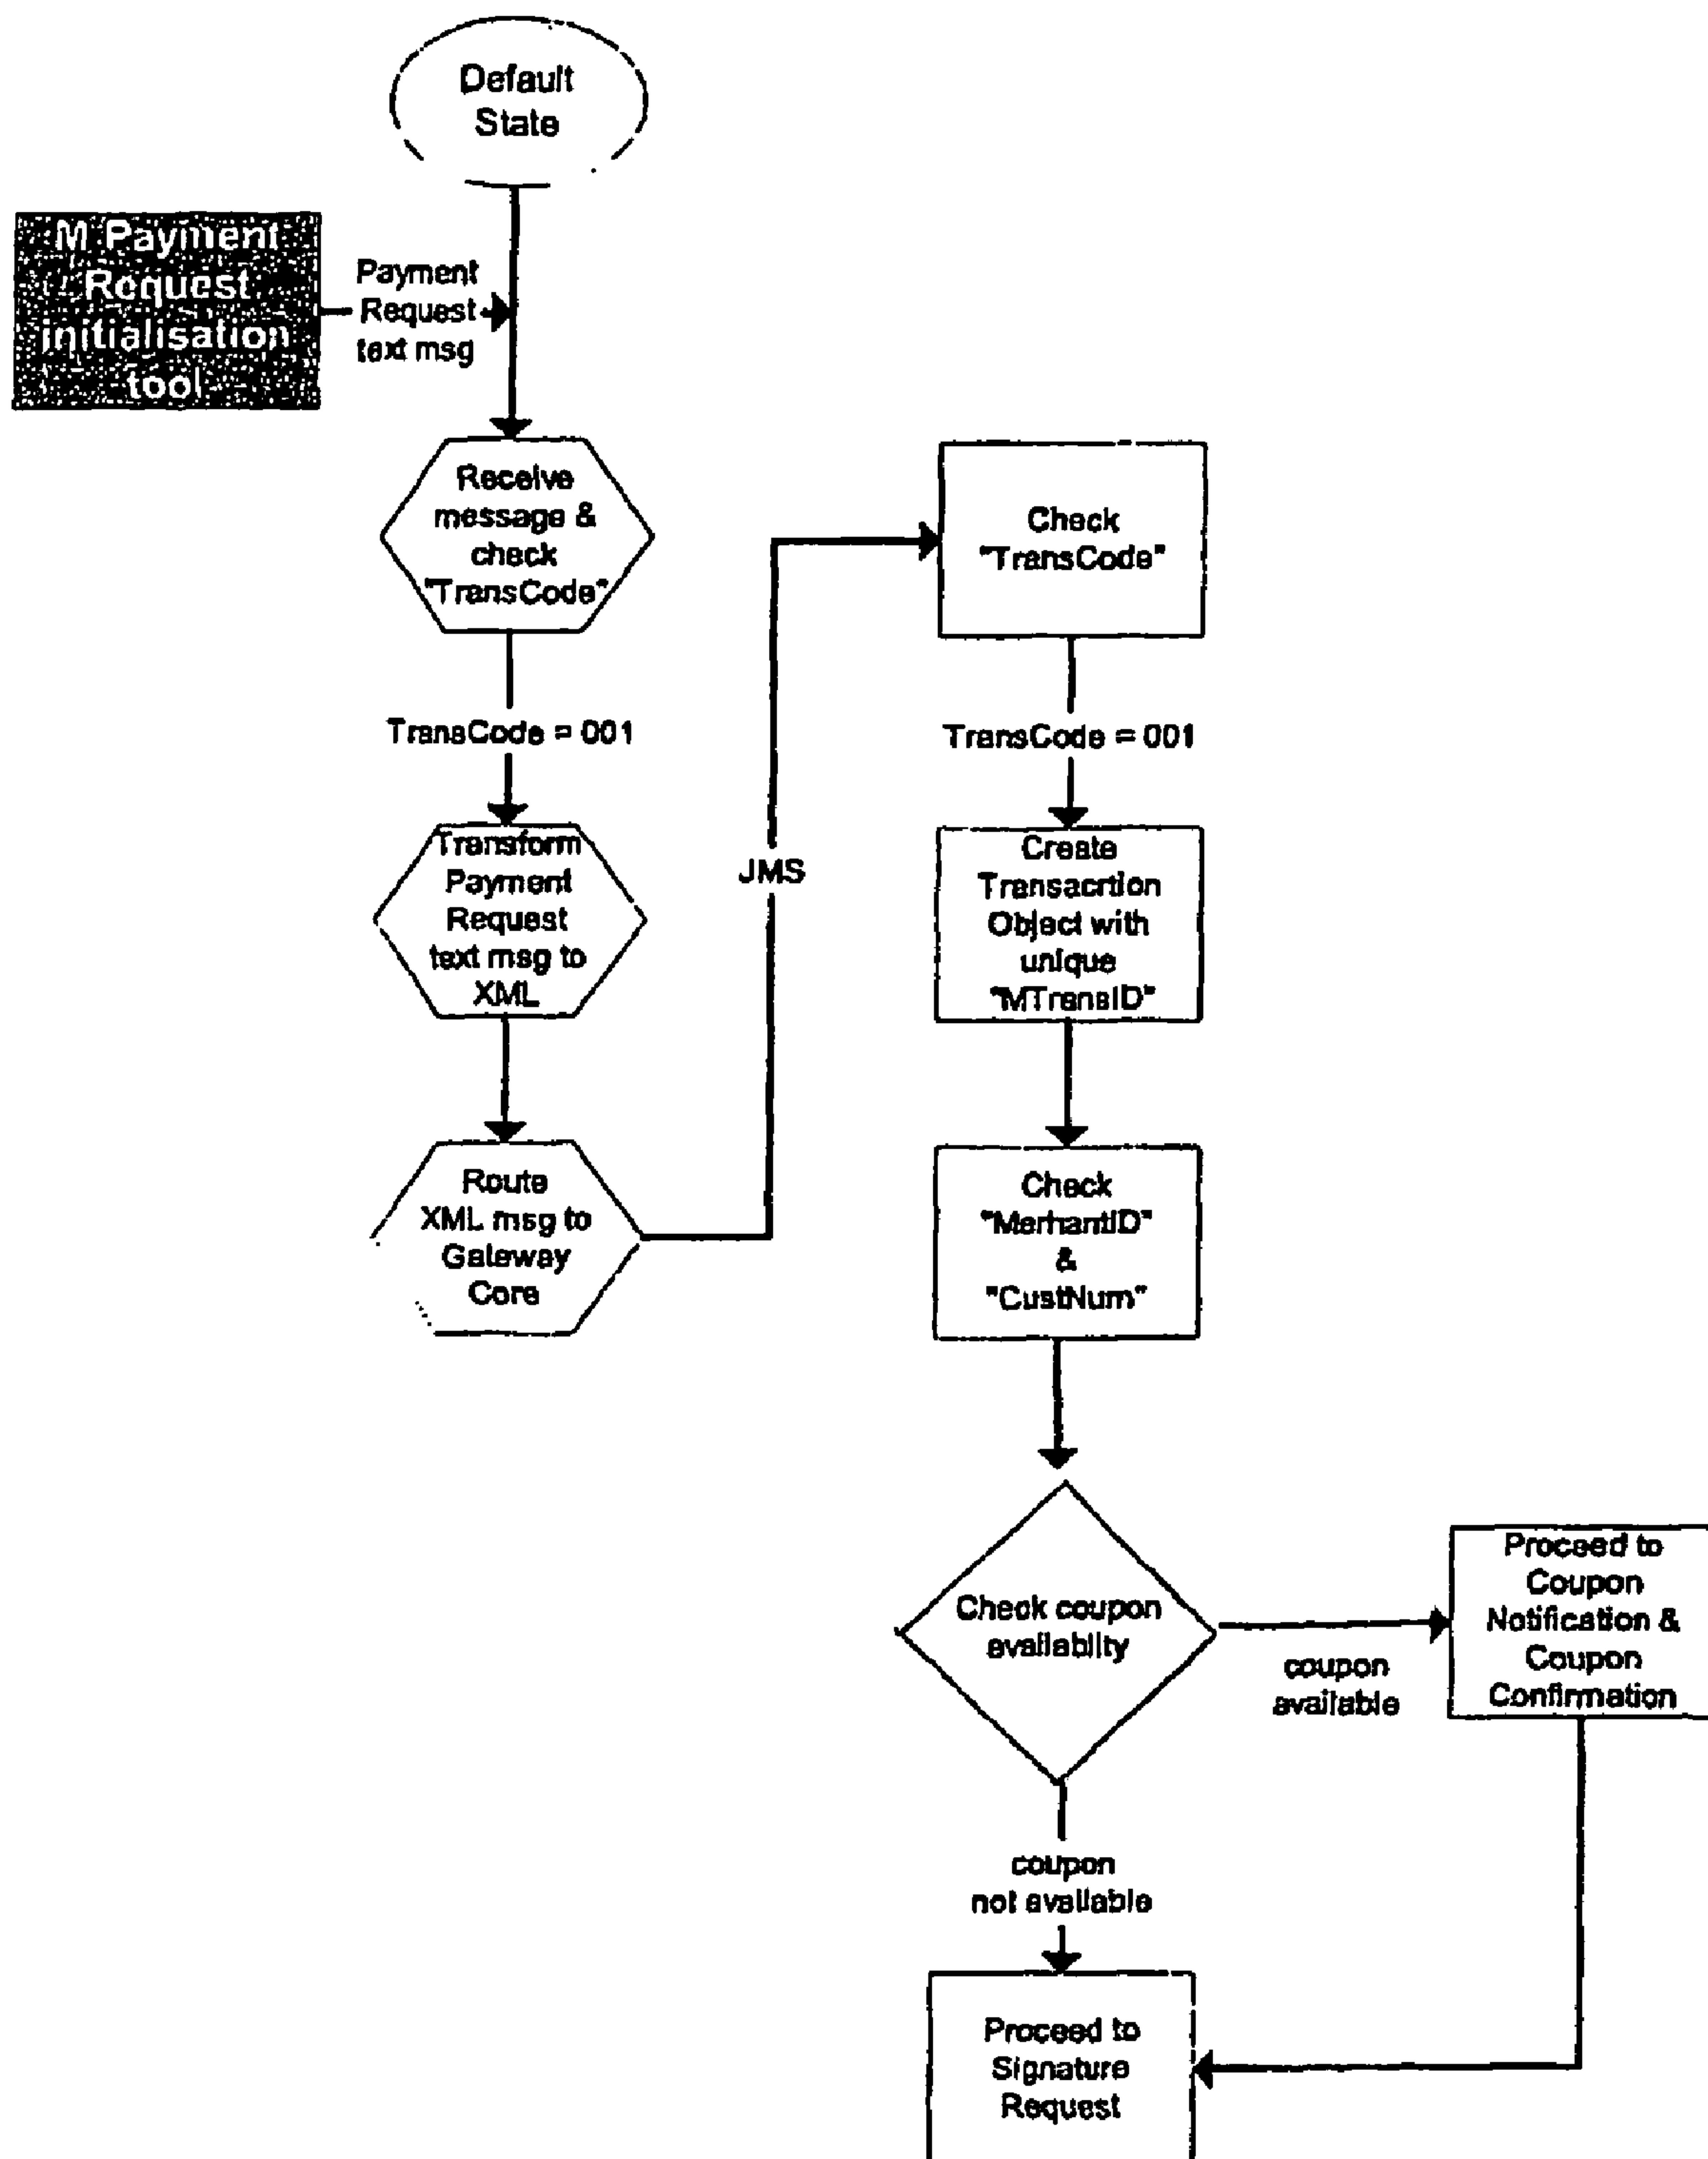 Default
State
M Payment
Request
initialisation
tool
Payment
Request
text msg
Receive
message &
check
"TransCode"
TransCode = 001
Transform
Payment
Request
text msg to
XML
Route
XML msg to
Gateway
Core
JMS
Check
"TransCode"
TransCode = 001
Create
Transacrtion
Object with
unique
"MTransID"
Check
"MerhantID"
&
"CustNum"
Check coupon
availability
coupon
available
Proceed to
Coupon
Notification &
Coupon
Confirmation
coupon
not available
Proceed to
Signature
Request